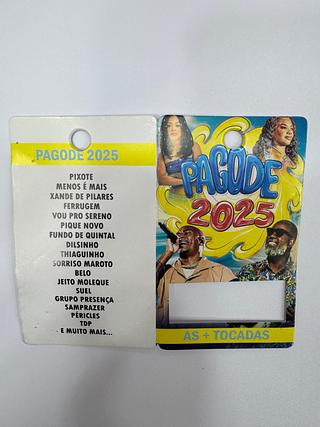 PAGODE 2025
PIXOTE
MENOS É MAIS
XANDE DE PILARES
FERRUGEM
VOU PRO SERENO
PIQUE NOVO
FUNDO DE QUINTAL
DILSINHO
THIAGUINHO
SORRISO MAROTO
BELO
JEITO MOLEQUE
SUEL
GRUPO PRESENÇA
SAMPRAZER
PÉRICLES
TDP
E MUITO MAIS...
PAGODE
2025
AS + TOCADAS